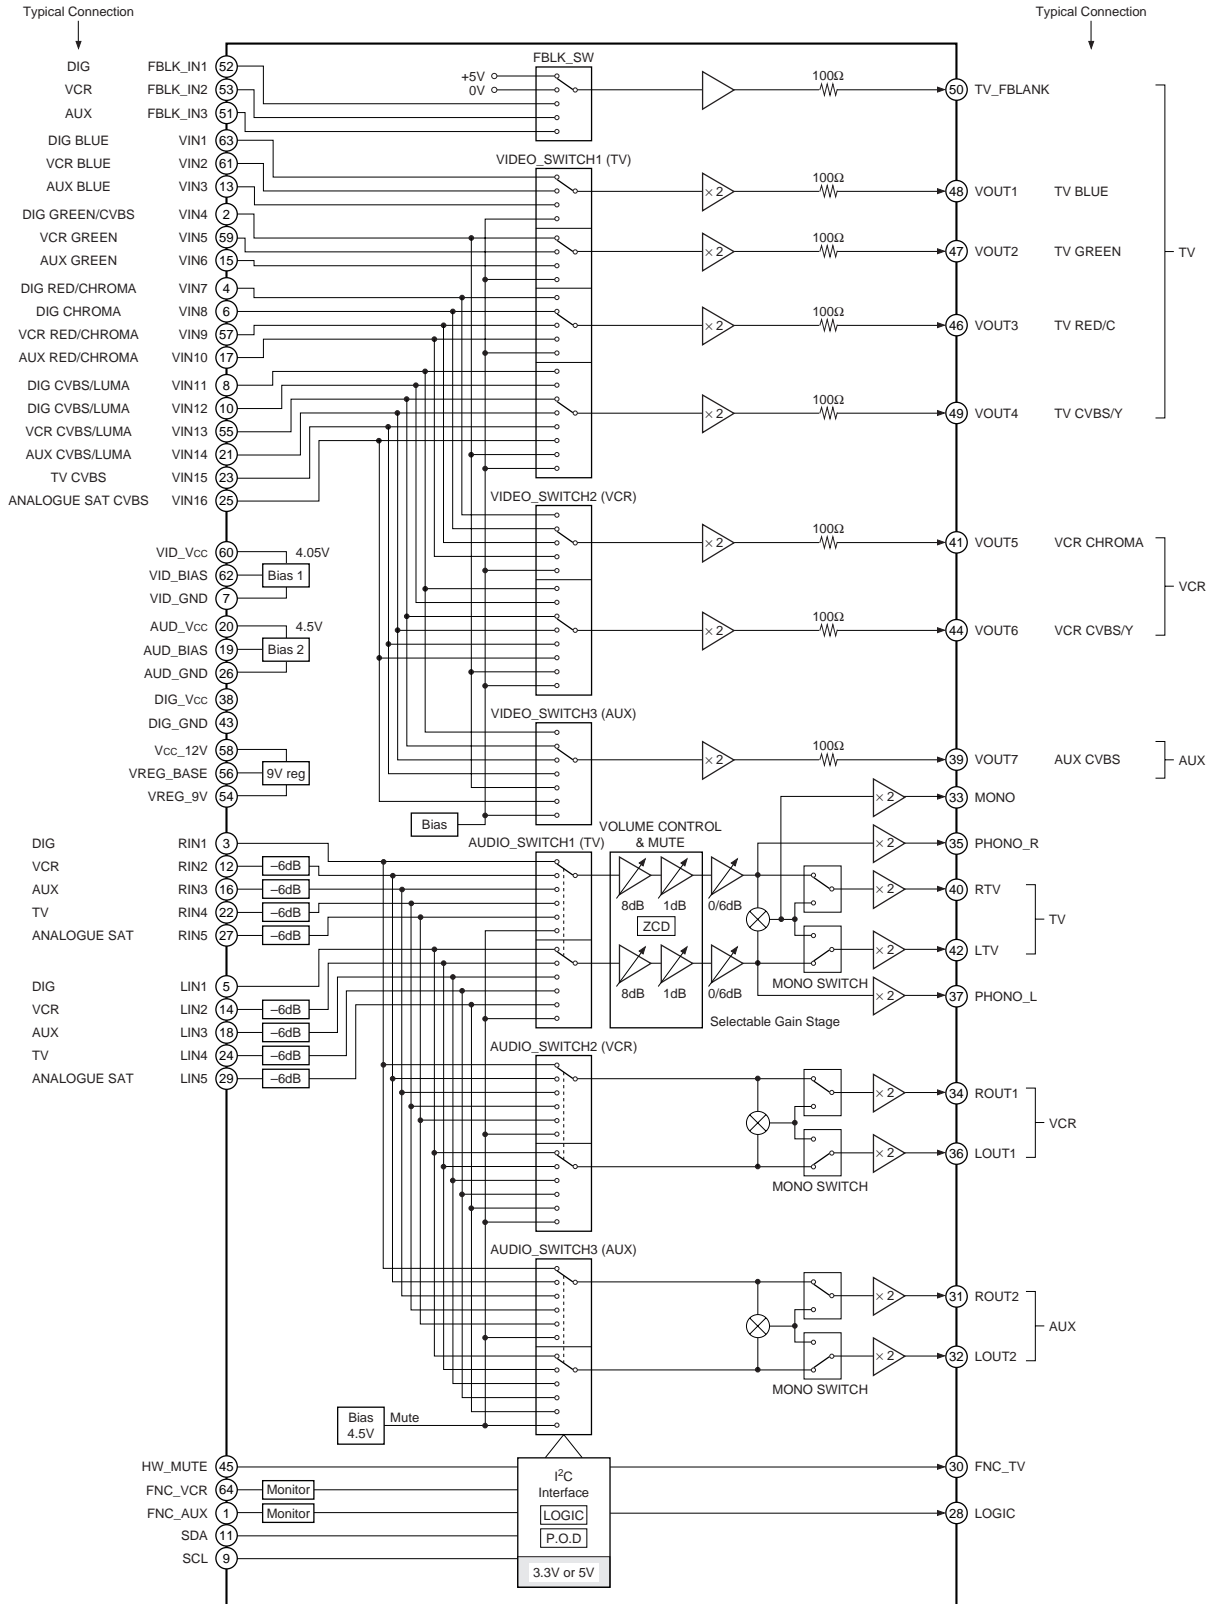 Typical Connection
Typical Connection
FBLK_SW
DIG FBLK_IN1 52
VCR FBLK_IN2 53
AUX FBLK_IN3 51
+5V
0V
100Ω
50 TV_FBLANK
DIG BLUE VIN1 63
VCR BLUE VIN2 61
AUX BLUE VIN3 13
DIG GREEN/CVBS VIN4 2
VCR GREEN VIN5 59
AUX GREEN VIN6 15
DIG RED/CHROMA VIN7 4
DIG CHROMA VIN8 6
VCR RED/CHROMA VIN9 57
AUX RED/CHROMA VIN10 17
DIG CVBS/LUMA VIN11 8
DIG CVBS/LUMA VIN12 10
VCR CVBS/LUMA VIN13 55
AUX CVBS/LUMA VIN14 21
TV CVBS VIN15 23
ANALOGUE SAT CVBS VIN16 25
VIDEO_SWITCH1 (TV)
×2 100Ω 48 VOUT1 TV BLUE
×2 100Ω 47 VOUT2 TV GREEN
TV
×2 100Ω 46 VOUT3 TV RED/C
×2 100Ω 49 VOUT4 TV CVBS/Y
VIDEO_SWITCH2 (VCR)
×2 100Ω 41 VOUT5 VCR CHROMA
VCR
×2 100Ω 44 VOUT6 VCR CVBS/Y
VID_Vcc 60 4.05V
VID_BIAS 62 Bias 1
VID_GND 7
AUD_Vcc 20 4.5V
AUD_BIAS 19 Bias 2
AUD_GND 26
DIG_Vcc 38
DIG_GND 43
Vcc_12V 58
VREG_BASE 56 9V reg
VREG_9V 54
VIDEO_SWITCH3 (AUX)
×2 100Ω 39 VOUT7 AUX CVBS AUX
Bias
×2 33 MONO
DIG RIN1 3
VCR RIN2 12 –6dB
AUX RIN3 16 –6dB
TV RIN4 22 –6dB
ANALOGUE SAT RIN5 27 –6dB
DIG LIN1 5
VCR LIN2 14 –6dB
AUX LIN3 18 –6dB
TV LIN4 24 –6dB
ANALOGUE SAT LIN5 29 –6dB
AUDIO_SWITCH1 (TV)
VOLUME CONTROL
& MUTE
8dB 1dB 0/6dB
ZCD
8dB 1dB 0/6dB
Selectable Gain Stage
×2 35 PHONO_R
×2 40 RTV
TV
×2 42 LTV
MONO SWITCH
×2 37 PHONO_L
AUDIO_SWITCH2 (VCR)
×2 34 ROUT1
VCR
×2 36 LOUT1
MONO SWITCH
AUDIO_SWITCH3 (AUX)
×2 31 ROUT2
AUX
×2 32 LOUT2
MONO SWITCH
Bias
4.5V
Mute
HW_MUTE 45
FNC_VCR 64 Monitor
FNC_AUX 1 Monitor
SDA 11
SCL 9
I²C
Interface
LOGIC
P.O.D
3.3V or 5V
30 FNC_TV
28 LOGIC